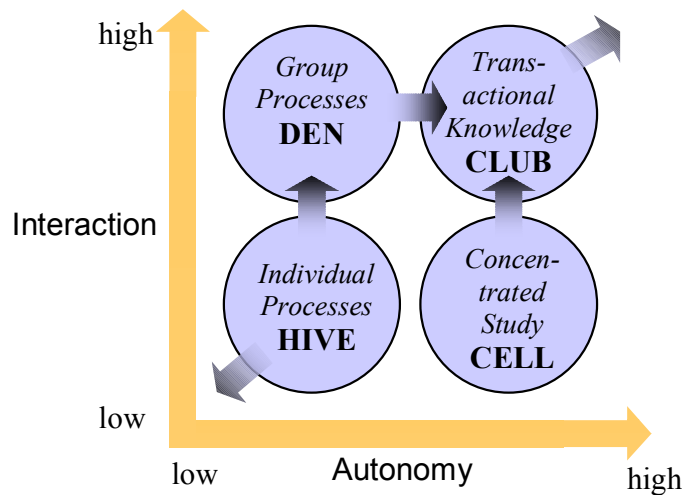 high
Group
Processes
DEN
Trans-
actional
Knowledge
CLUB
Interaction
Individual
Processes
HIVE
Concen-
trated
Study
CELL
low
low
Autonomy
high